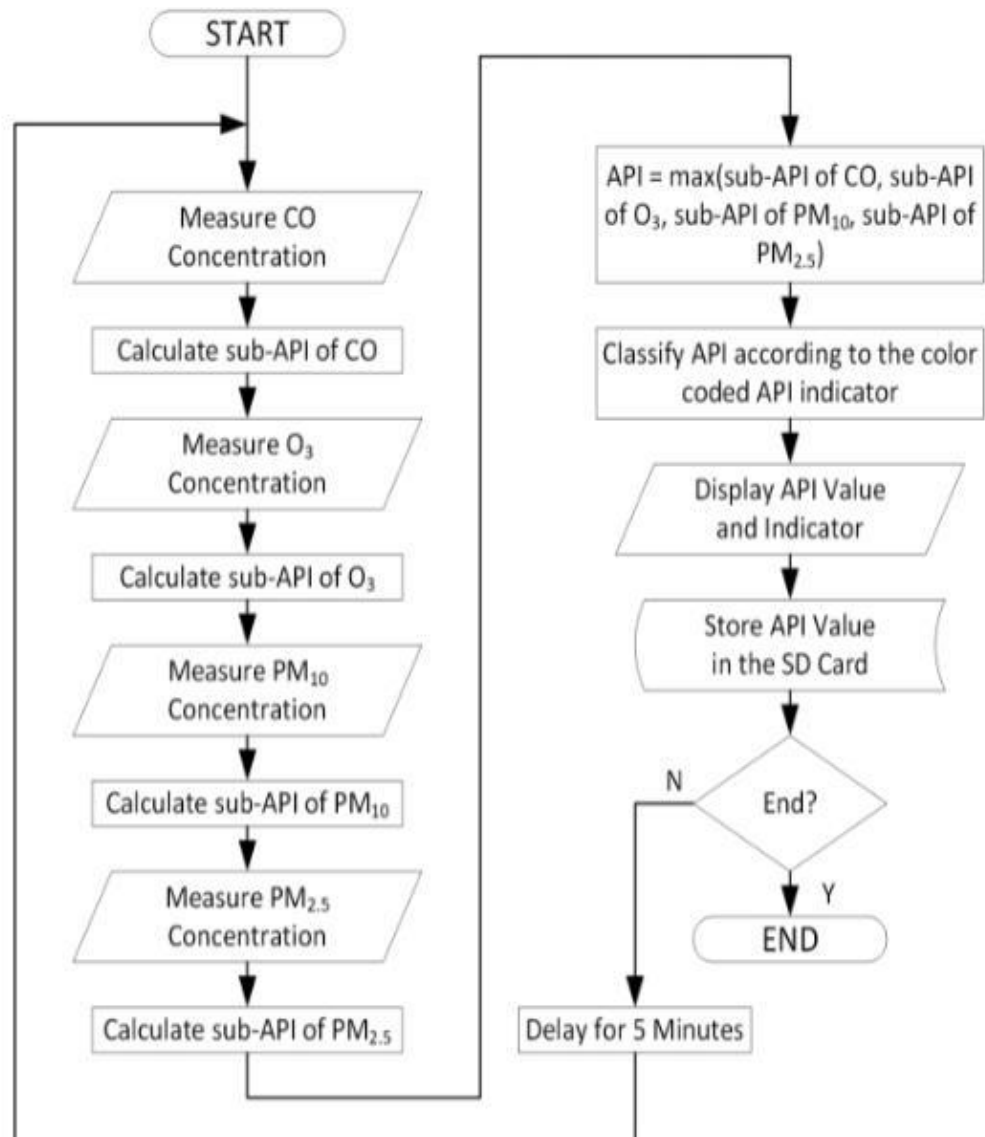 START
Measure CO
Concentration
Calculate sub-API of CO
Measure O₃
Concentration
Calculate sub-API of O₃
Measure PM₁₀
Concentration
Calculate sub-API of PM₁₀
Measure PM₂.₅
Concentration
Calculate sub-API of PM₂.₅
API = max(sub-API of CO, sub-API
of O₃, sub-API of PM₁₀, sub-API of
PM₂.₅)
Classify API according to the color
coded API indicator
Display API Value
and Indicator
Store API Value
in the SD Card
End?
N
Y
END
Delay for 5 Minutes